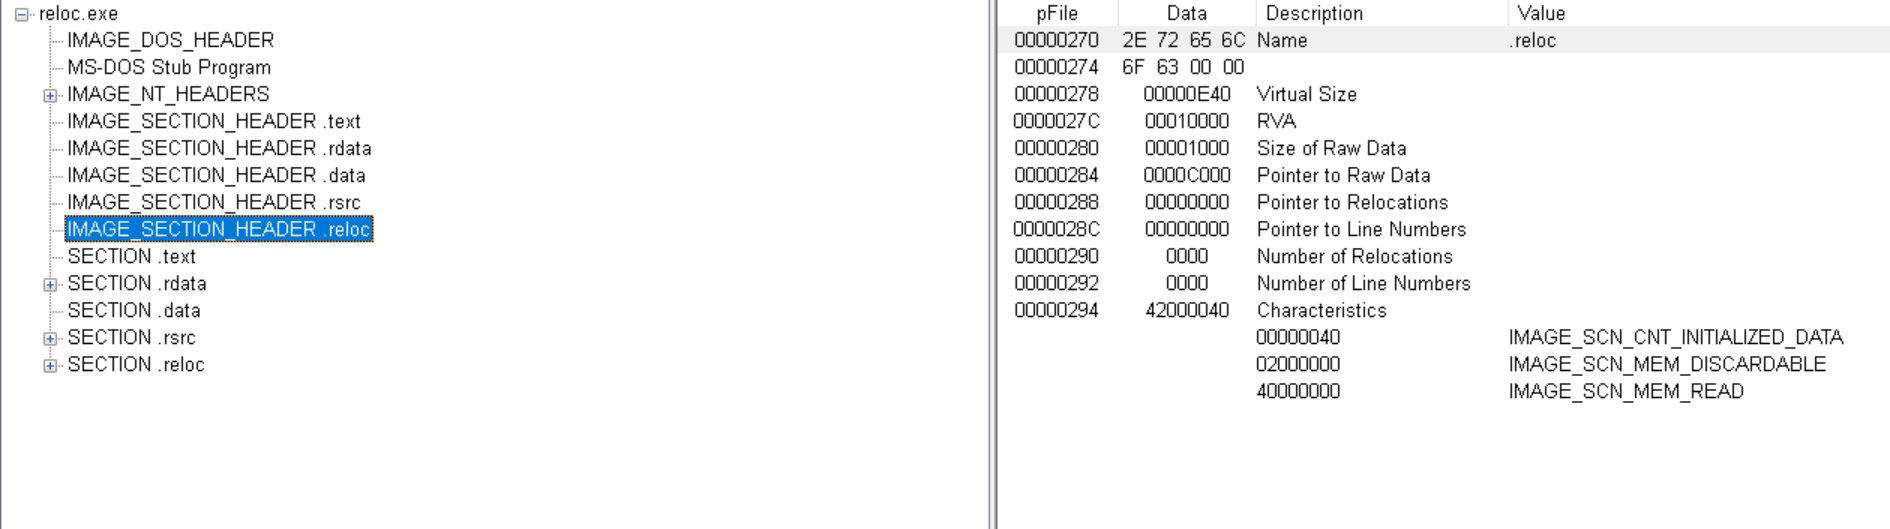 reloc.exe
IMAGE_DOS_HEADER
MS-DOS Stub Program
IMAGE_NT_HEADERS
IMAGE_SECTION_HEADER .text
IMAGE_SECTION_HEADER .rdata
IMAGE_SECTION_HEADER .data
IMAGE_SECTION_HEADER .rsrc
IMAGE_SECTION_HEADER .reloc
SECTION .text
SECTION .rdata
SECTION .data
SECTION .rsrc
SECTION .reloc
pFile Data Description Value
00000270 2E 72 65 6C Name .reloc
00000274 6F 63 00 00
00000278 00000E40 Virtual Size
0000027C 00010000 RVA
00000280 00001000 Size of Raw Data
00000284 0000C000 Pointer to Raw Data
00000288 00000000 Pointer to Relocations
0000028C 00000000 Pointer to Line Numbers
00000290 0000 Number of Relocations
00000292 0000 Number of Line Numbers
00000294 42000040 Characteristics
00000040 IMAGE_SCN_CNT_INITIALIZED_DATA
02000000 IMAGE_SCN_MEM_DISCARDABLE
40000000 IMAGE_SCN_MEM_READ